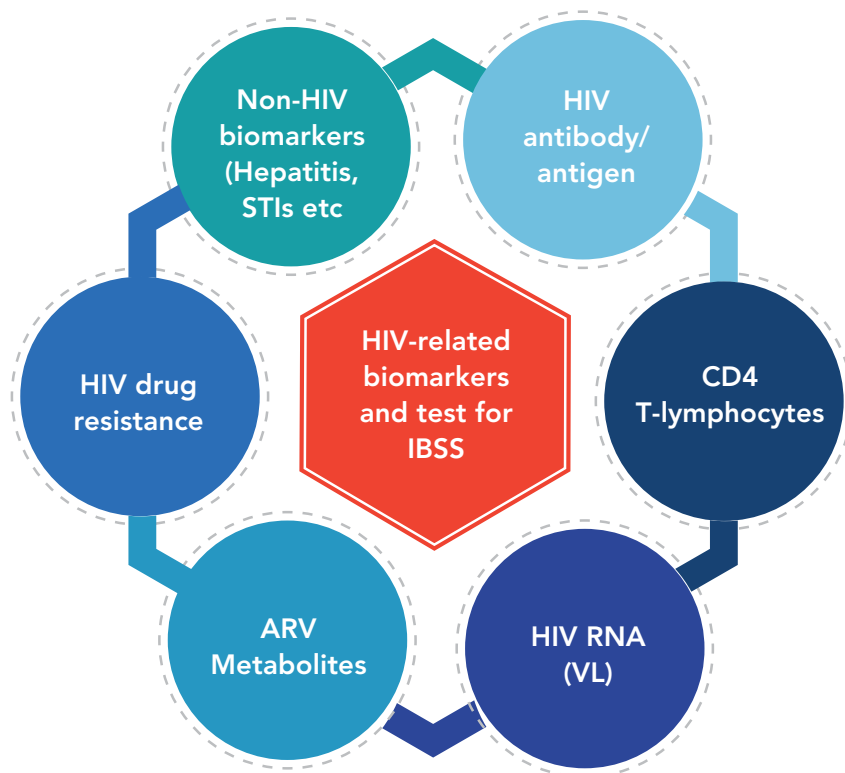 Non-HIV
biomarkers
(Hepatitis,
STIs etc
HIV
antibody/
antigen
HIV-related
biomarkers
and test for
IBSS
HIV drug
resistance
CD4
T-lymphocytes
ARV
Metabolites
HIV RNA
(VL)